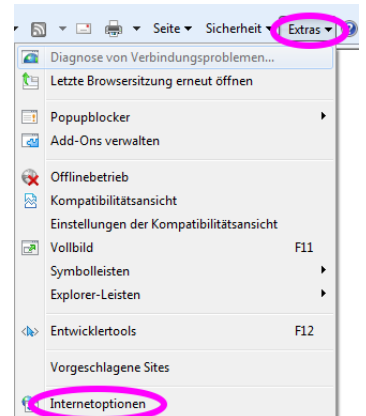 Seite Sicherheit Extras
Diagnose von Verbindungsproblemen...
Letzte Browsersitzung erneut öffnen
Popupblocker
Add-Ons verwalten
Offlinebetrieb
Kompatibilitätsansicht
Einstellungen der Kompatibilitätsansicht
Vollbild F11
Symbolleisten
Explorer-Leisten
Entwicklertools F12
Vorgeschlagene Sites
Internetoptionen